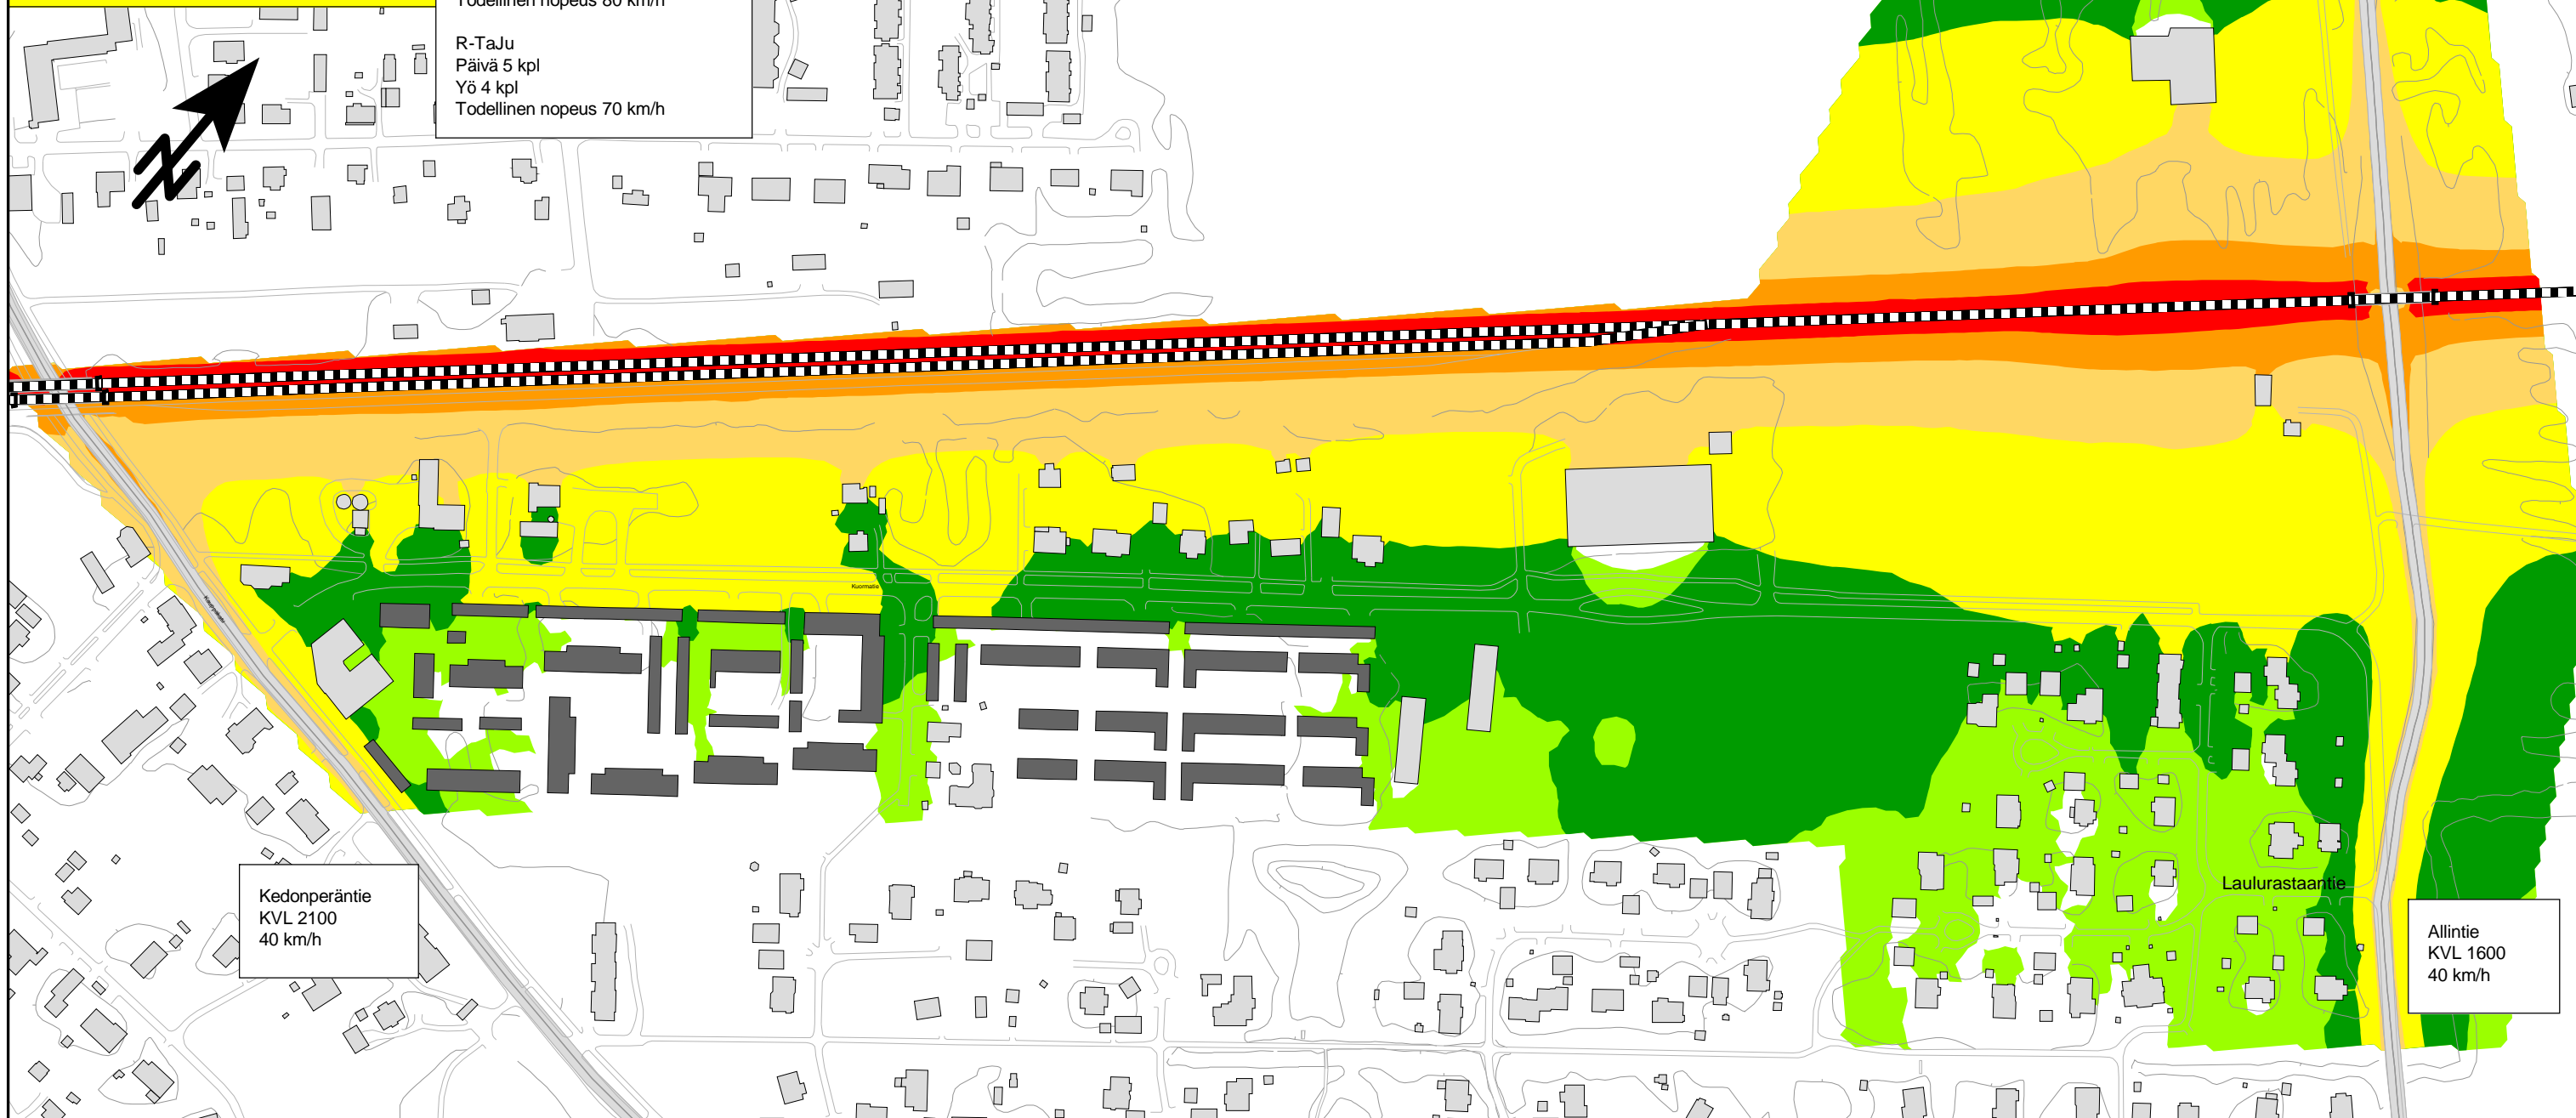 Todellinen nopeus 80 km/h
R-TaJu
Päivä 5 kpl
Yö 4 kpl
Todellinen nopeus 70 km/h
Kuormatie
Kedonperäntie
KVL 2100
40 km/h
Laulurastaantie
Allintie
KVL 1600
40 km/h